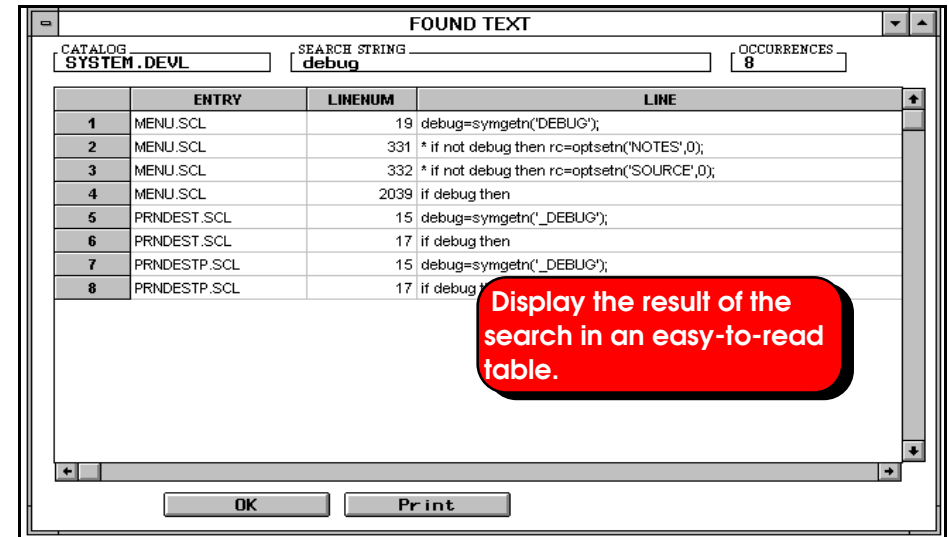 FOUND TEXT
CATALOG SEARCH STRING OCCURRENCES
SYSTEM.DEVL debug 8
ENTRY LINENUM LINE
1 MENU.SCL 19 debug=symgetn('DEBUG');
2 MENU.SCL 331 * if not debug then rc=optsetn('NOTES',0);
3 MENU.SCL 332 * if not debug then rc=optsetn('SOURCE',0);
4 MENU.SCL 2039 if debug then
5 PRNDEST.SCL 15 debug=symgetn('_DEBUG');
6 PRNDEST.SCL 17 if debug then
7 PRNDESTP.SCL 15 debug=symgetn('_DEBUG');
8 PRNDESTP.SCL 17 if debug
Display the result of the
search in an easy-to-read
table.
OK Print